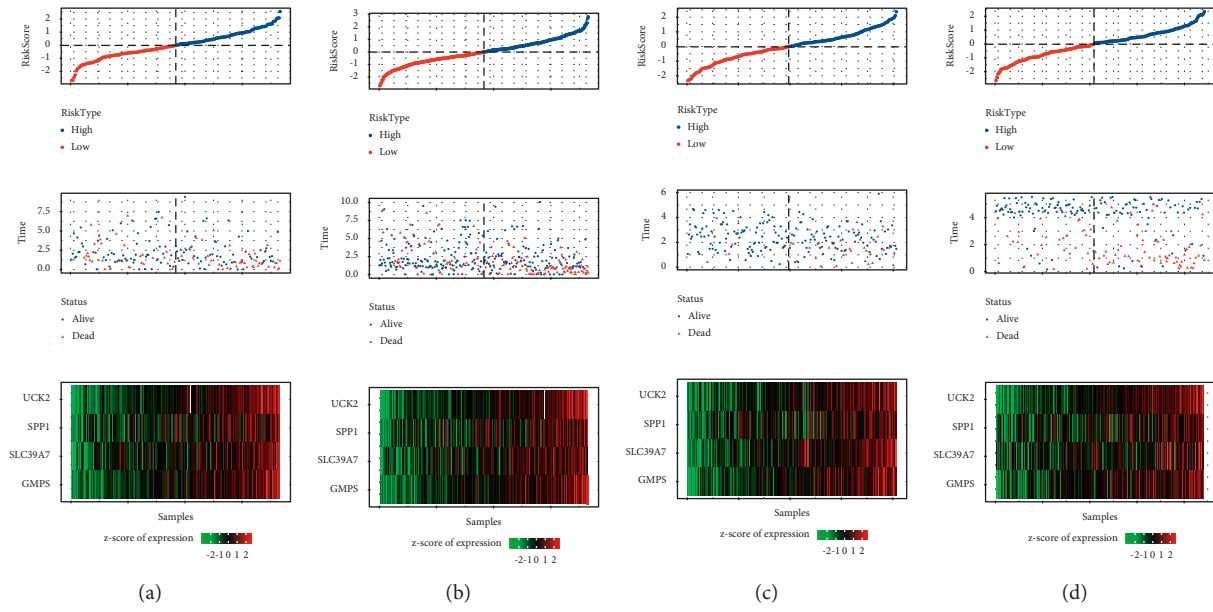 RiskScore
2
1
0
-1
-2
RiskType
High
Low
Time
7.5
5.0
2.5
0.0
Status
Alive
Dead
UCK2
SPP1
SLC39A7
GMPS
Samples
z-score of expression
-2-1 0 1 2
(a)
RiskScore
3
2
1
0
-1
-2
RiskType
High
Low
Time
10.0
7.5
5.0
2.5
0.0
Status
Alive
Dead
UCK2
SPP1
SLC39A7
GMPS
Samples
z-score of expression
-2-1 0 1 2
(b)
RiskScore
2
1
0
-1
-2
RiskType
High
Low
Time
6
4
2
0
Status
Alive
Dead
UCK2
SPP1
SLC39A7
GMPS
Samples
z-score of expression
-2-1 0 1 2
(c)
RiskScore
2
1
0
-1
-2
RiskType
High
Low
Time
4
2
0
Status
Alive
Dead
UCK2
SPP1
SLC39A7
GMPS
Samples
z-score of expression
-2-1 0 1 2
(d)